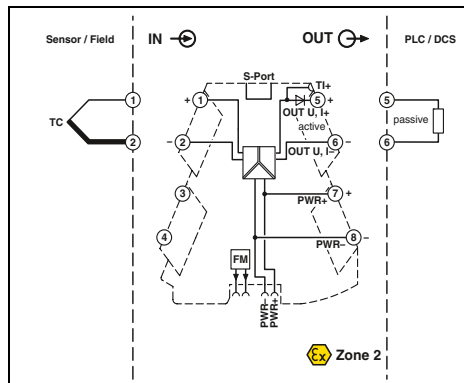 Sensor / Field
IN
OUT
PLC / DCS
S-Port
TI+
1
+ 1
5 +
5
OUT U, I+
TC
active
passive
2
– 2
6 –
6
OUT U, I–
3
7 +
PWR+
4
8 –
PWR–
FM
PWR–
PWR+
Ex Zone 2